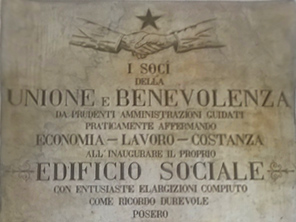 I SOCÌ
DELLA
UNIONE E BENEVOLENZA
DA PRUDENTI AMMINISTRAZIONI GUIDATI
PRATICAMENTE AFFERMANDO
ECONOMIA - LAVORO - COSTANZA
ALL'INAUGURARE IL PROPRIO
EDIFICIO SOCIALE
CON ENTUSIASTE ELARGIZIONI COMPIUTO
COME RICORDO DUREVOLE
POSERO